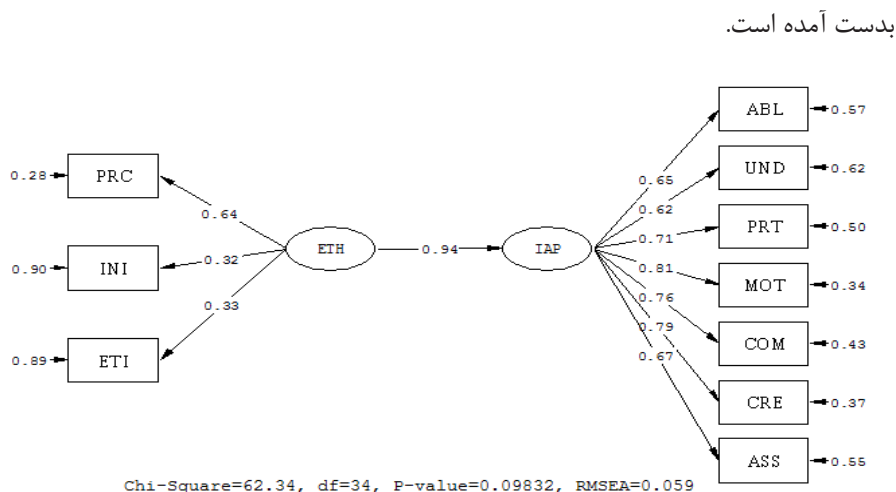 بدست آمده است.
ABL 0.57
UND 0.62
PRT 0.50
MOT 0.34
COM 0.43
CRE 0.37
ASS 0.55
0.28 PRC
0.90 INI
0.89 ETI
0.64
0.32
0.33
ETH 0.94 IAP
0.65
0.62
0.71
0.81
0.76
0.79
0.67
Chi-Square=62.34, df=34, P-value=0.09832, RMSEA=0.059